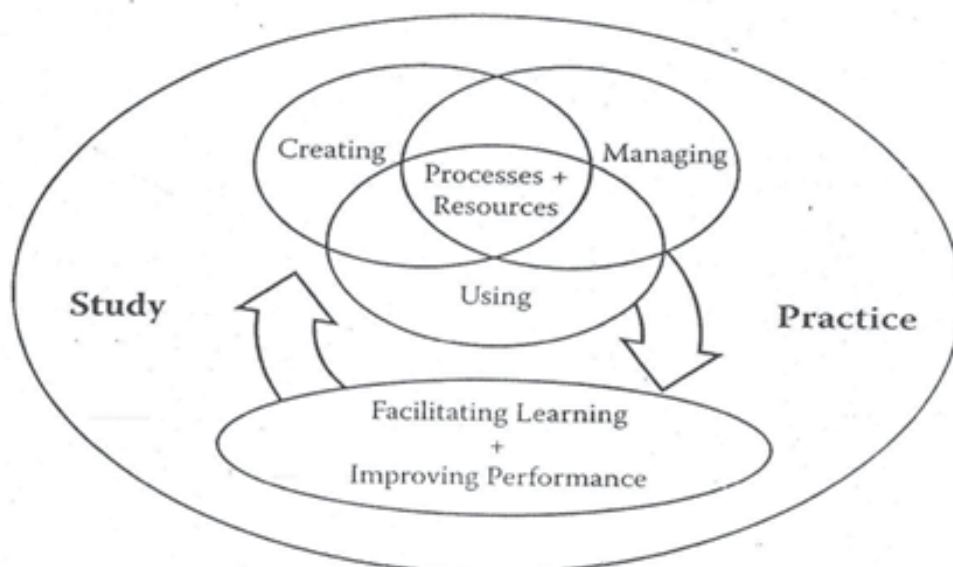 Creating
Managing
Processes +
Resources
Using
Study
Practice
Facilitating Learning
+
Improving Performance